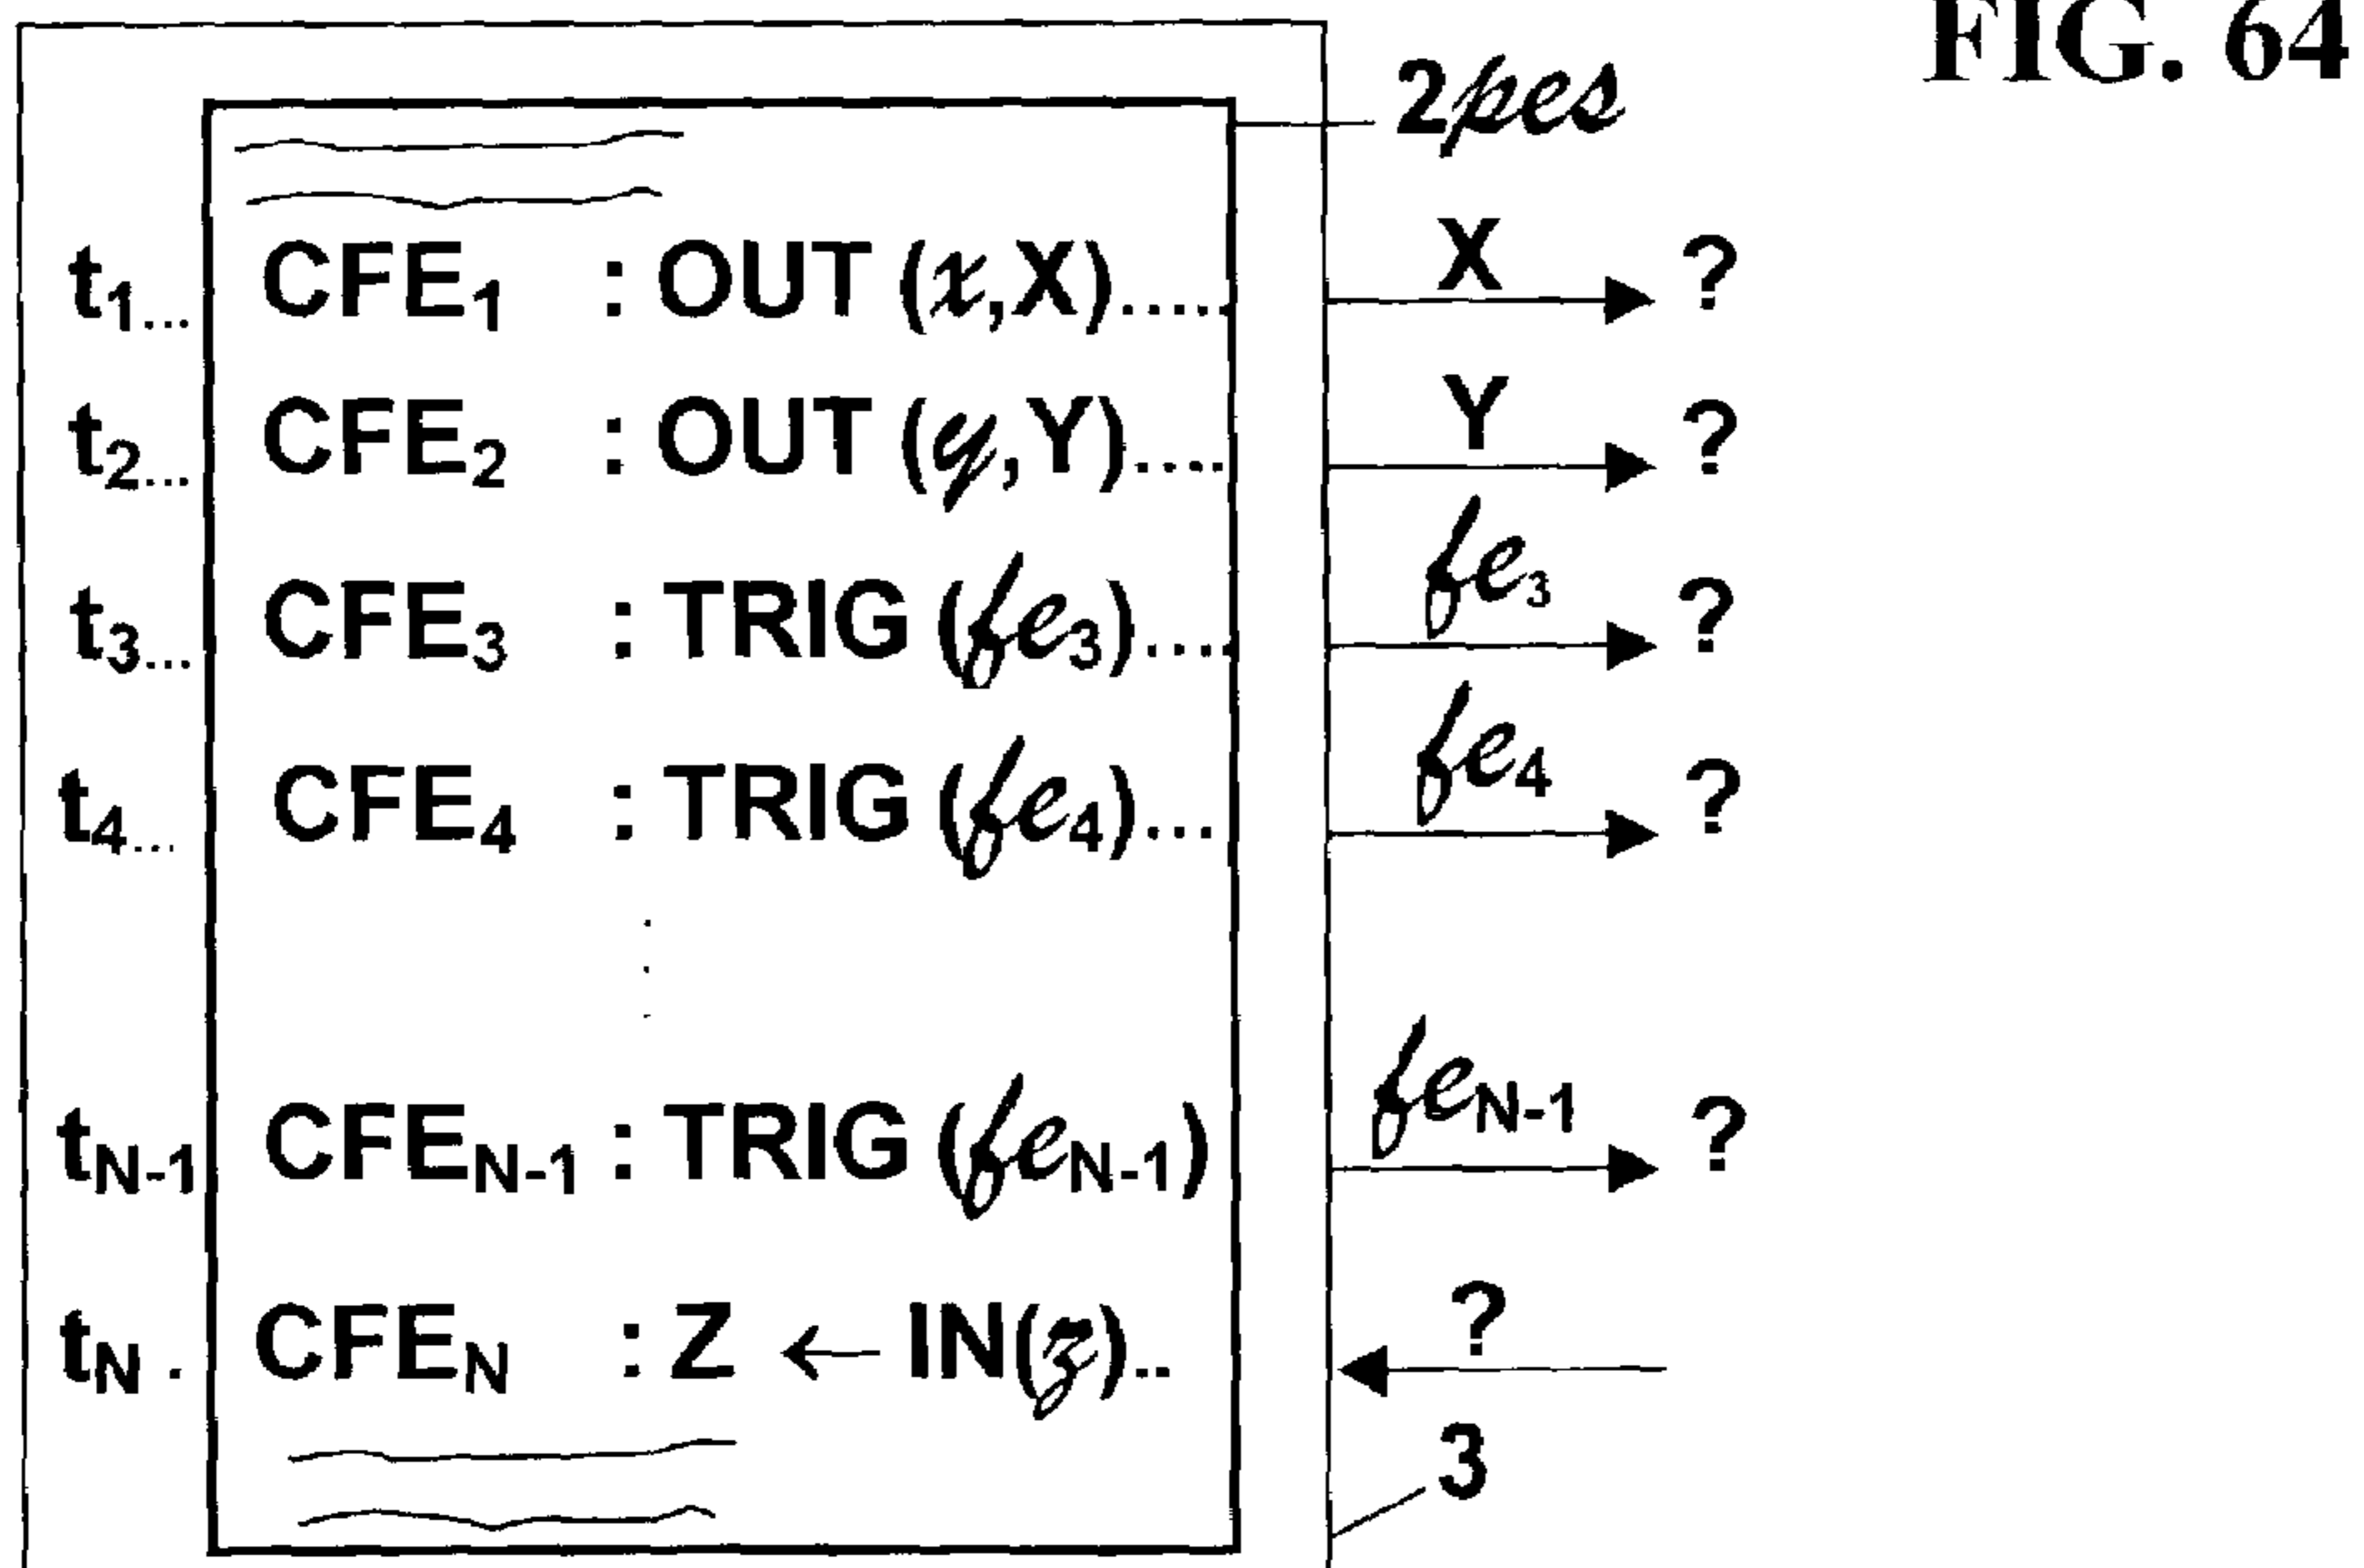 FIG. 64
2pes
t1... CFE1 : OUT (x,X)..... X ?
t2... CFE2 : OUT (y,Y).... Y ?
t3... CFE3 : TRIG (fe3).... fe3 ?
t4... CFE4 : TRIG (fe4)... fe4 ?
tN-1 CFEN-1 : TRIG (feN-1) feN-1 ?
tN . CFEN : Z ← IN(z).. ?
3